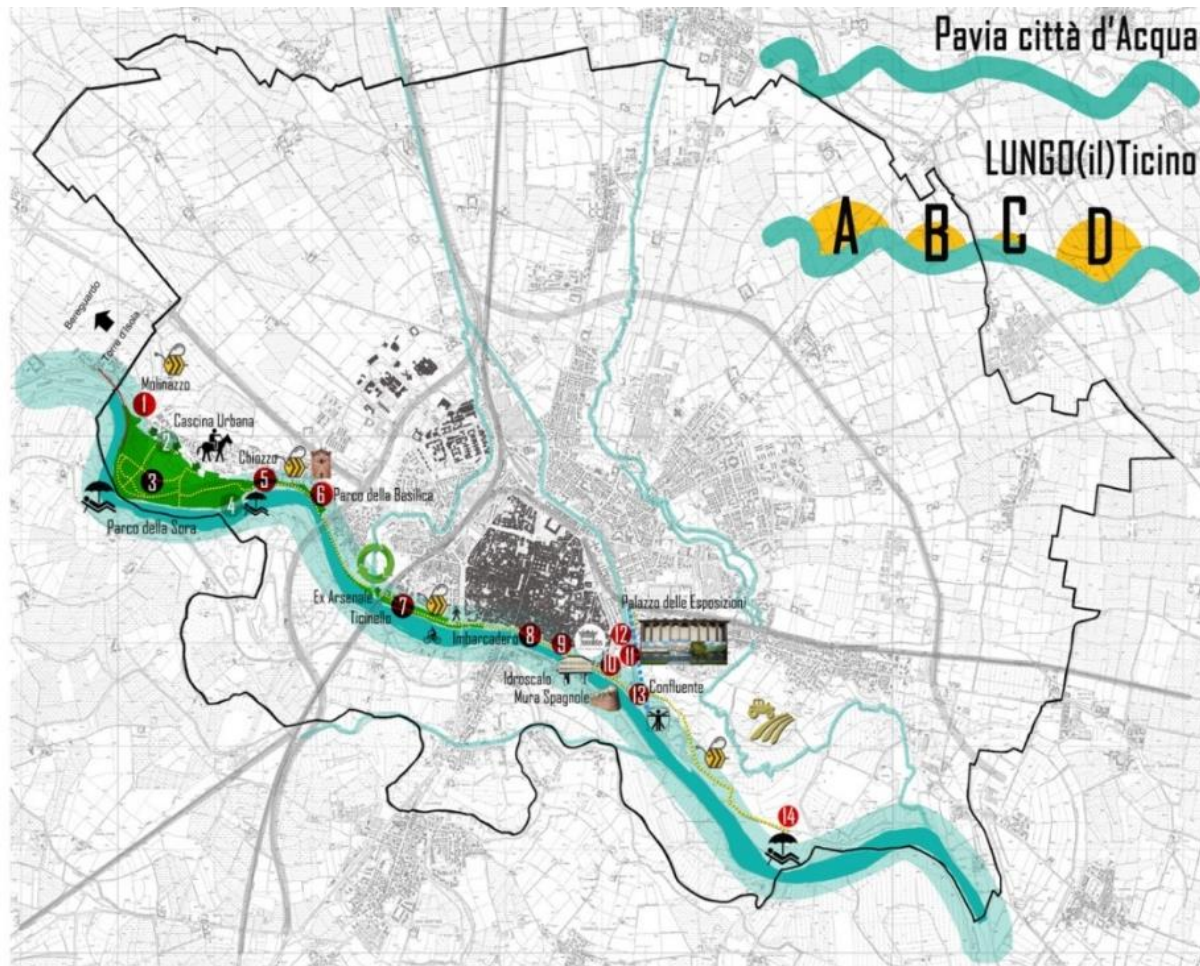 Pavia città d'Acqua
LUNGO(il)Ticino
A B C D
Bereguardo
Torre d'Isola
Molinazzo
1
Cascina Urbana
2
Chiozzo
3
5
6
Parco della Basilica
4
Parco della Sora
Ex Arsenale
7
Ticinello
Palazzo delle Esposizioni
Imbarcadero
8
9
12
11
10
Idroscalo
Mura Spagnole
13
Confluente
14